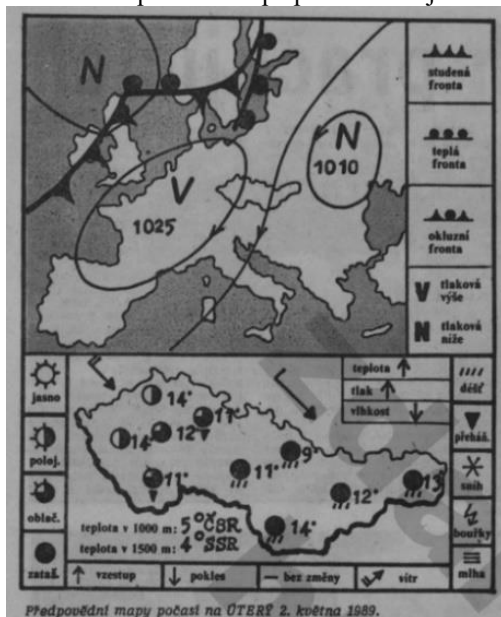 N
studená
fronta
N
1010
teplá
fronta
V
1025
okluzní
fronta
V tlaková
výše
N tlaková
níže
jasno
teplota ↑
tlak ↑
vlhkost ↓
déšť
14°
11°
12°
14°
poloj.
přeháň.
9°
11°
11°
sníh
oblač.
12°
13°
bouřky
teplota v 1000 m: 5°ČSR
teplota v 1500 m: 4°SSR
14°
zataž.
mlha
↑ vzestup
↓ pokles
— bez změny
vítr
Předpovědní mapy počasí na ÚTERÝ 2. května 1989.